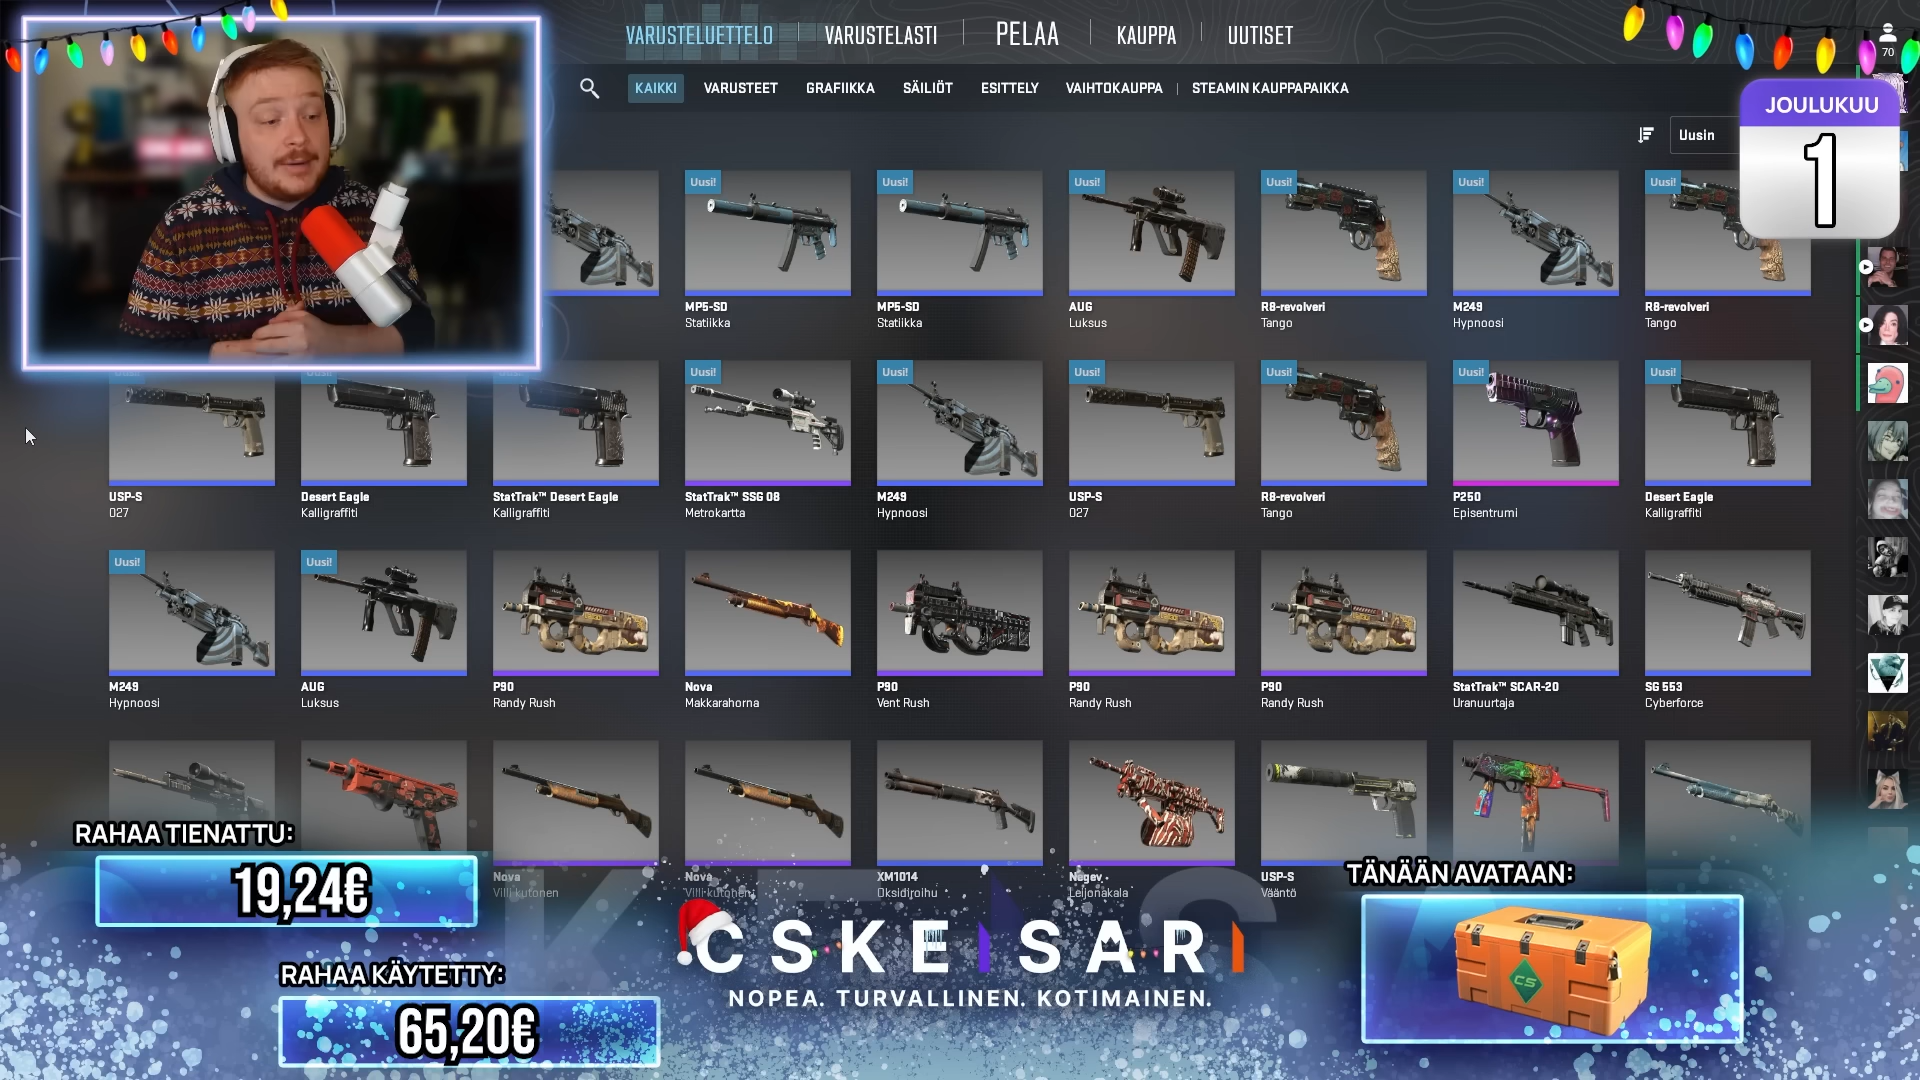 VARUSTELUETTELO
VARUSTELASTI
PELAA
KAUPPA
UUTISET
70
KAIKKI
VARUSTEET
GRAFIIKKA
SÄILIÖT
ESITTELY
VAIHTOKAUPPA
STEAMIN KAUPPAPAIKKA
Uusin
JOULUKUU
1
Uusi!
Uusi!
Uusi!
Uusi!
Uusi!
Uusi!
MP5-SD
Statiikka
MP5-SD
Statiikka
AUG
Luksus
R8-revolveri
Tango
M249
Hypnoosi
R8-revolveri
Tango
Uusi!
Uusi!
Uusi!
Uusi!
Uusi!
Uusi!
USP-S
027
Desert Eagle
Kalligraffiti
StatTrak™ Desert Eagle
Kalligraffiti
StatTrak™ SSG 08
Metrokartta
M249
Hypnoosi
USP-S
027
R8-revolveri
Tango
P250
Episentrumi
Desert Eagle
Kalligraffiti
Uusi!
Uusi!
M249
Hypnoosi
AUG
Luksus
P90
Randy Rush
Nova
Makkarahorna
P90
Vent Rush
P90
Randy Rush
P90
Randy Rush
StatTrak™ SCAR-20
Uranuurtaja
SG 553
Cyberforce
Nova
Villi kutonen
Nova
Villi kutonen
XM1014
Oksidiroihu
Negev
Leijonakala
USP-S
Vääntö
RAHAA TIENATTU:
19,24€
RAHAA KÄYTETTY:
65,20€
CSKEISARI
NOPEA. TURVALLINEN. KOTIMAINEN.
TÄNÄÄN AVATAAN:
CS